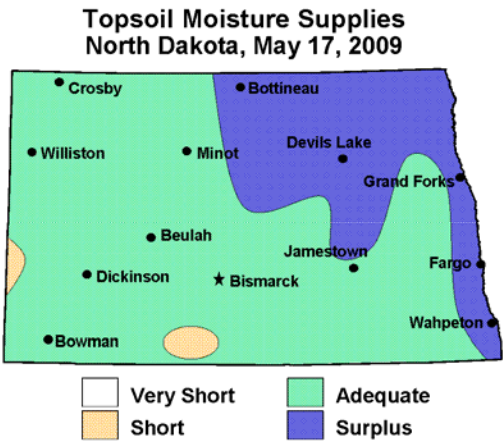 Topsoil Moisture Supplies
North Dakota, May 17, 2009
Crosby
Bottineau
Williston
Minot
Devils Lake
Grand Forks
Beulah
Jamestown
Fargo
Dickinson
Bismarck
Wahpeton
Bowman
Very Short
Adequate
Short
Surplus